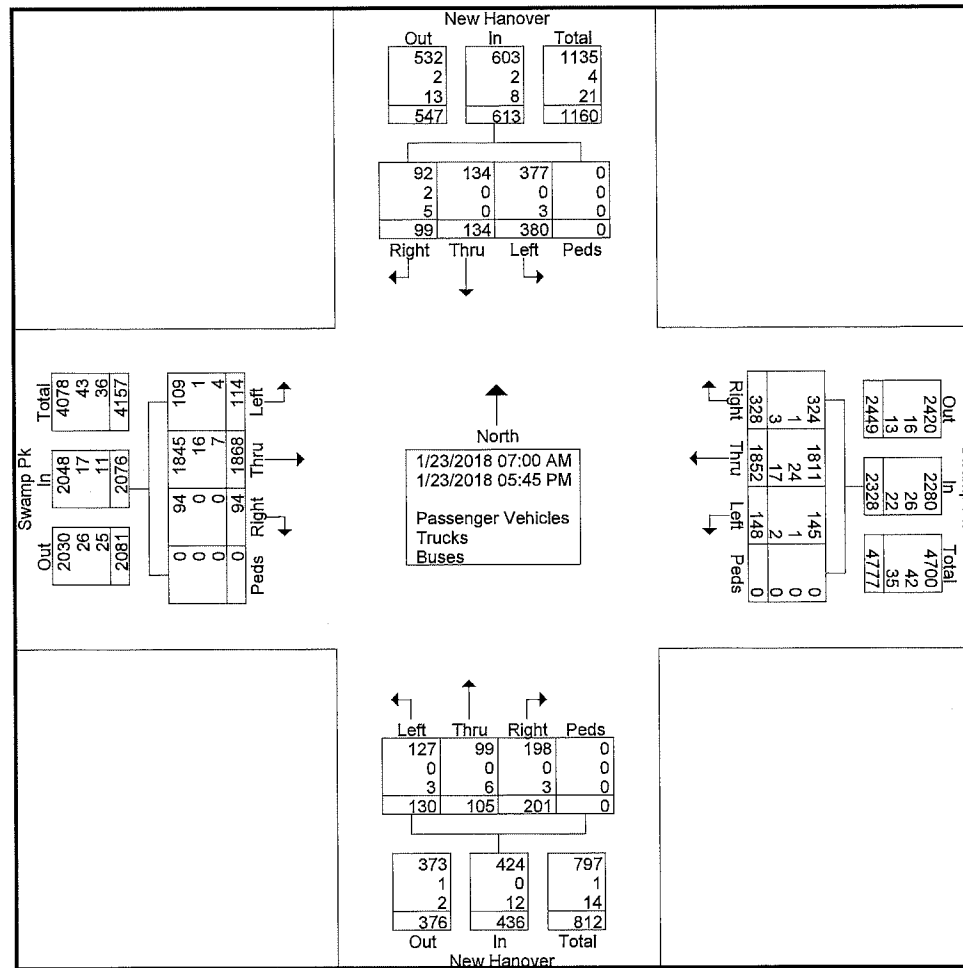 New Hanover
Out In Total
532 603 1135
2 2 4
13 8 21
547 613 1160
92 134 377 0
2 0 0 0
5 0 3 0
99 134 380 0
Right Thru Left Peds
Swamp Pk
Total In Out
4078 2048 2030
43 17 26
36 11 25
4157 2076 2081
109 1845 94 0
1 16 0 0
4 7 0 0
114 1868 94 0
Left Thru Right Peds
North
1/23/2018 07:00 AM
1/23/2018 05:45 PM
Passenger Vehicles
Trucks
Buses
Right Thru Left Peds
328 1852 148 0
3 17 2 0
1 24 1 0
324 1811 145 0
Out In Total
2420 2280 4700
16 26 42
13 22 35
2449 2328 4777
Left Thru Right Peds
127 99 198 0
0 0 0 0
3 6 3 0
130 105 201 0
373 424 797
1 0 1
2 12 14
376 436 812
Out In Total
New Hanover